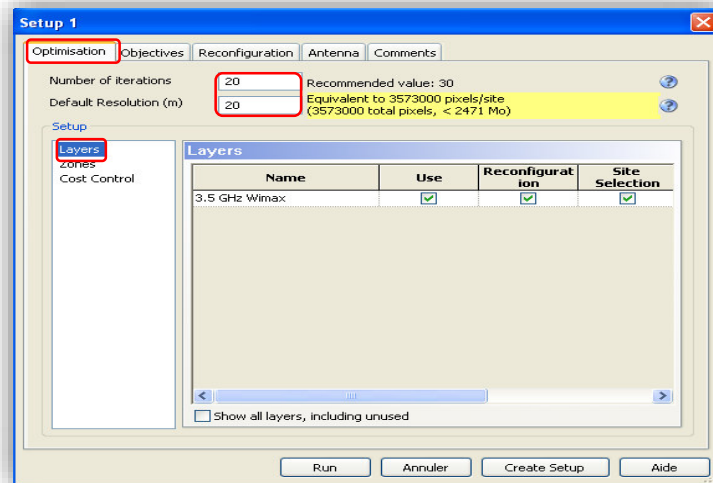 Setup 1
Optimisation Objectives Reconfiguration Antenna Comments
Number of iterations 20 Recommended value: 30
Default Resolution (m) 20 Equivalent to 3573000 pixels/site
(3573000 total pixels, < 2471 Mo)
Setup
Layers
Zones
Cost Control
Layers
Name Use Reconfigurat
ion Site
Selection
3.5 GHz Wimax
Show all layers, including unused
Run Annuler Create Setup Aide